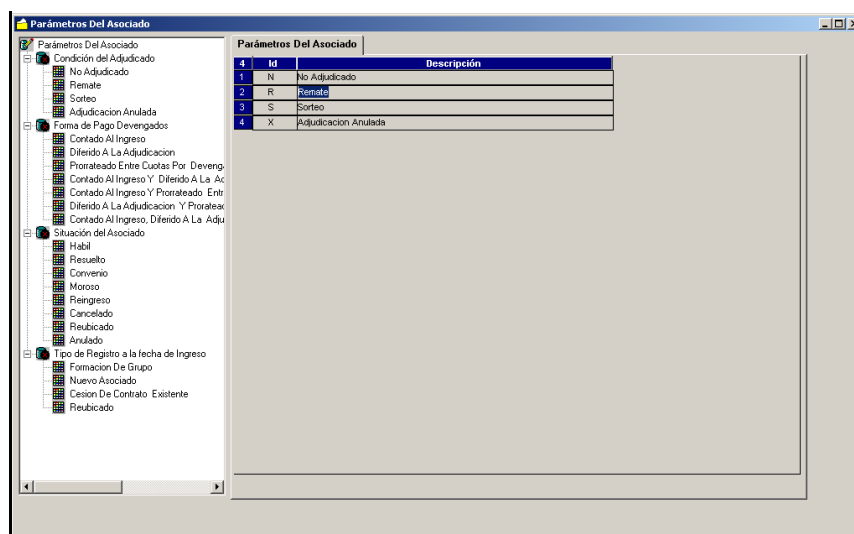 Parámetros Del Asociado
Parámetros Del Asociado
Condición del Adjudicado
No Adjudicado
Remate
Sorteo
Adjudicacion Anulada
Forma de Pago Devengados
Contado Al Ingreso
Diferido A La Adjudicacion
Prorrateado Entre Cuotas Por Deveng
Contado Al Ingreso Y Diferido A La Ad
Contado Al Ingreso Y Prorrateado Entr
Diferido A La Adjudicacion Y Proratead
Contado Al Ingreso, Diferido A La Adju
Situación del Asociado
Habil
Resuelto
Convenio
Moroso
Reingreso
Cancelado
Reubicado
Anulado
Tipo de Registro a la fecha de Ingreso
Formacion De Grupo
Nuevo Asociado
Cesion De Contrato Existente
Reubicado
Parámetros Del Asociado
4 Id Descripción
1 N No Adjudicado
2 R Remate
3 S Sorteo
4 X Adjudicacion Anulada